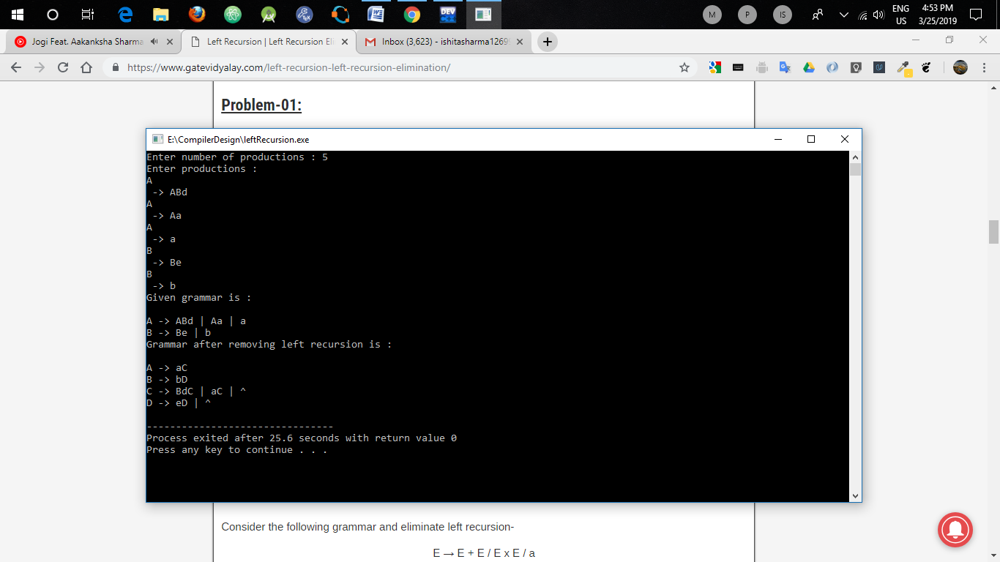 M P IS ENG US 4:53 PM 3/25/2019
Jogi Feat. Aakanksha Sharma
Left Recursion | Left Recursion Eli
Inbox (3,623) - ishitasharma1269
https://www.gatevidyalay.com/left-recursion-left-recursion-elimination/
Problem-01:
E:\CompilerDesign\leftRecursion.exe
Enter number of productions : 5
Enter productions :
A
-> ABd
A
-> Aa
A
-> a
B
-> Be
B
-> b
Given grammar is :
A -> ABd | Aa | a
B -> Be | b
Grammar after removing left recursion is :
A -> aC
B -> bD
C -> BdC | aC | ^
D -> eD | ^
--------------------------------
Process exited after 25.6 seconds with return value 0
Press any key to continue . . .
Consider the following grammar and eliminate left recursion-
E → E + E / E x E / a